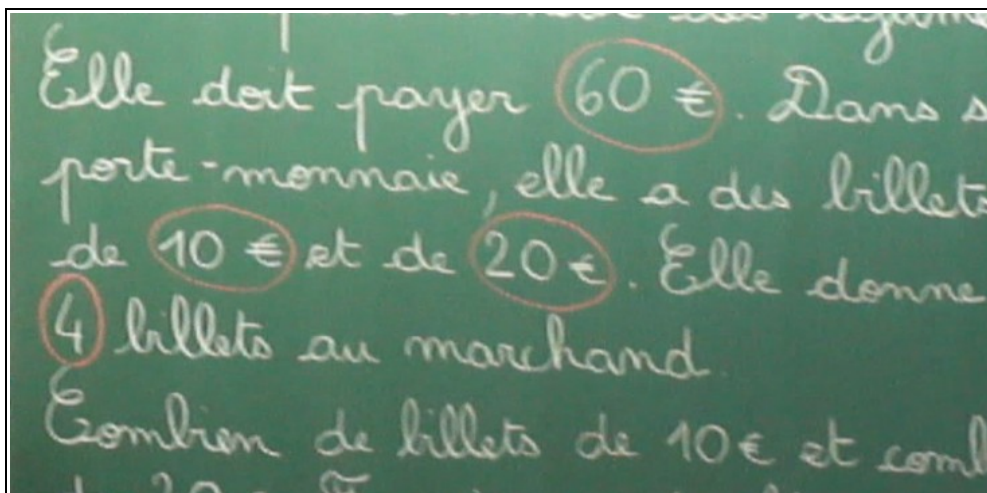 Elle doit payer 60 €. Dans s
porte-monnaie, elle a des billets
de 10 € et de 20 €. Elle donne
4 billets au marchand.
Combien de billets de 10 € et comb